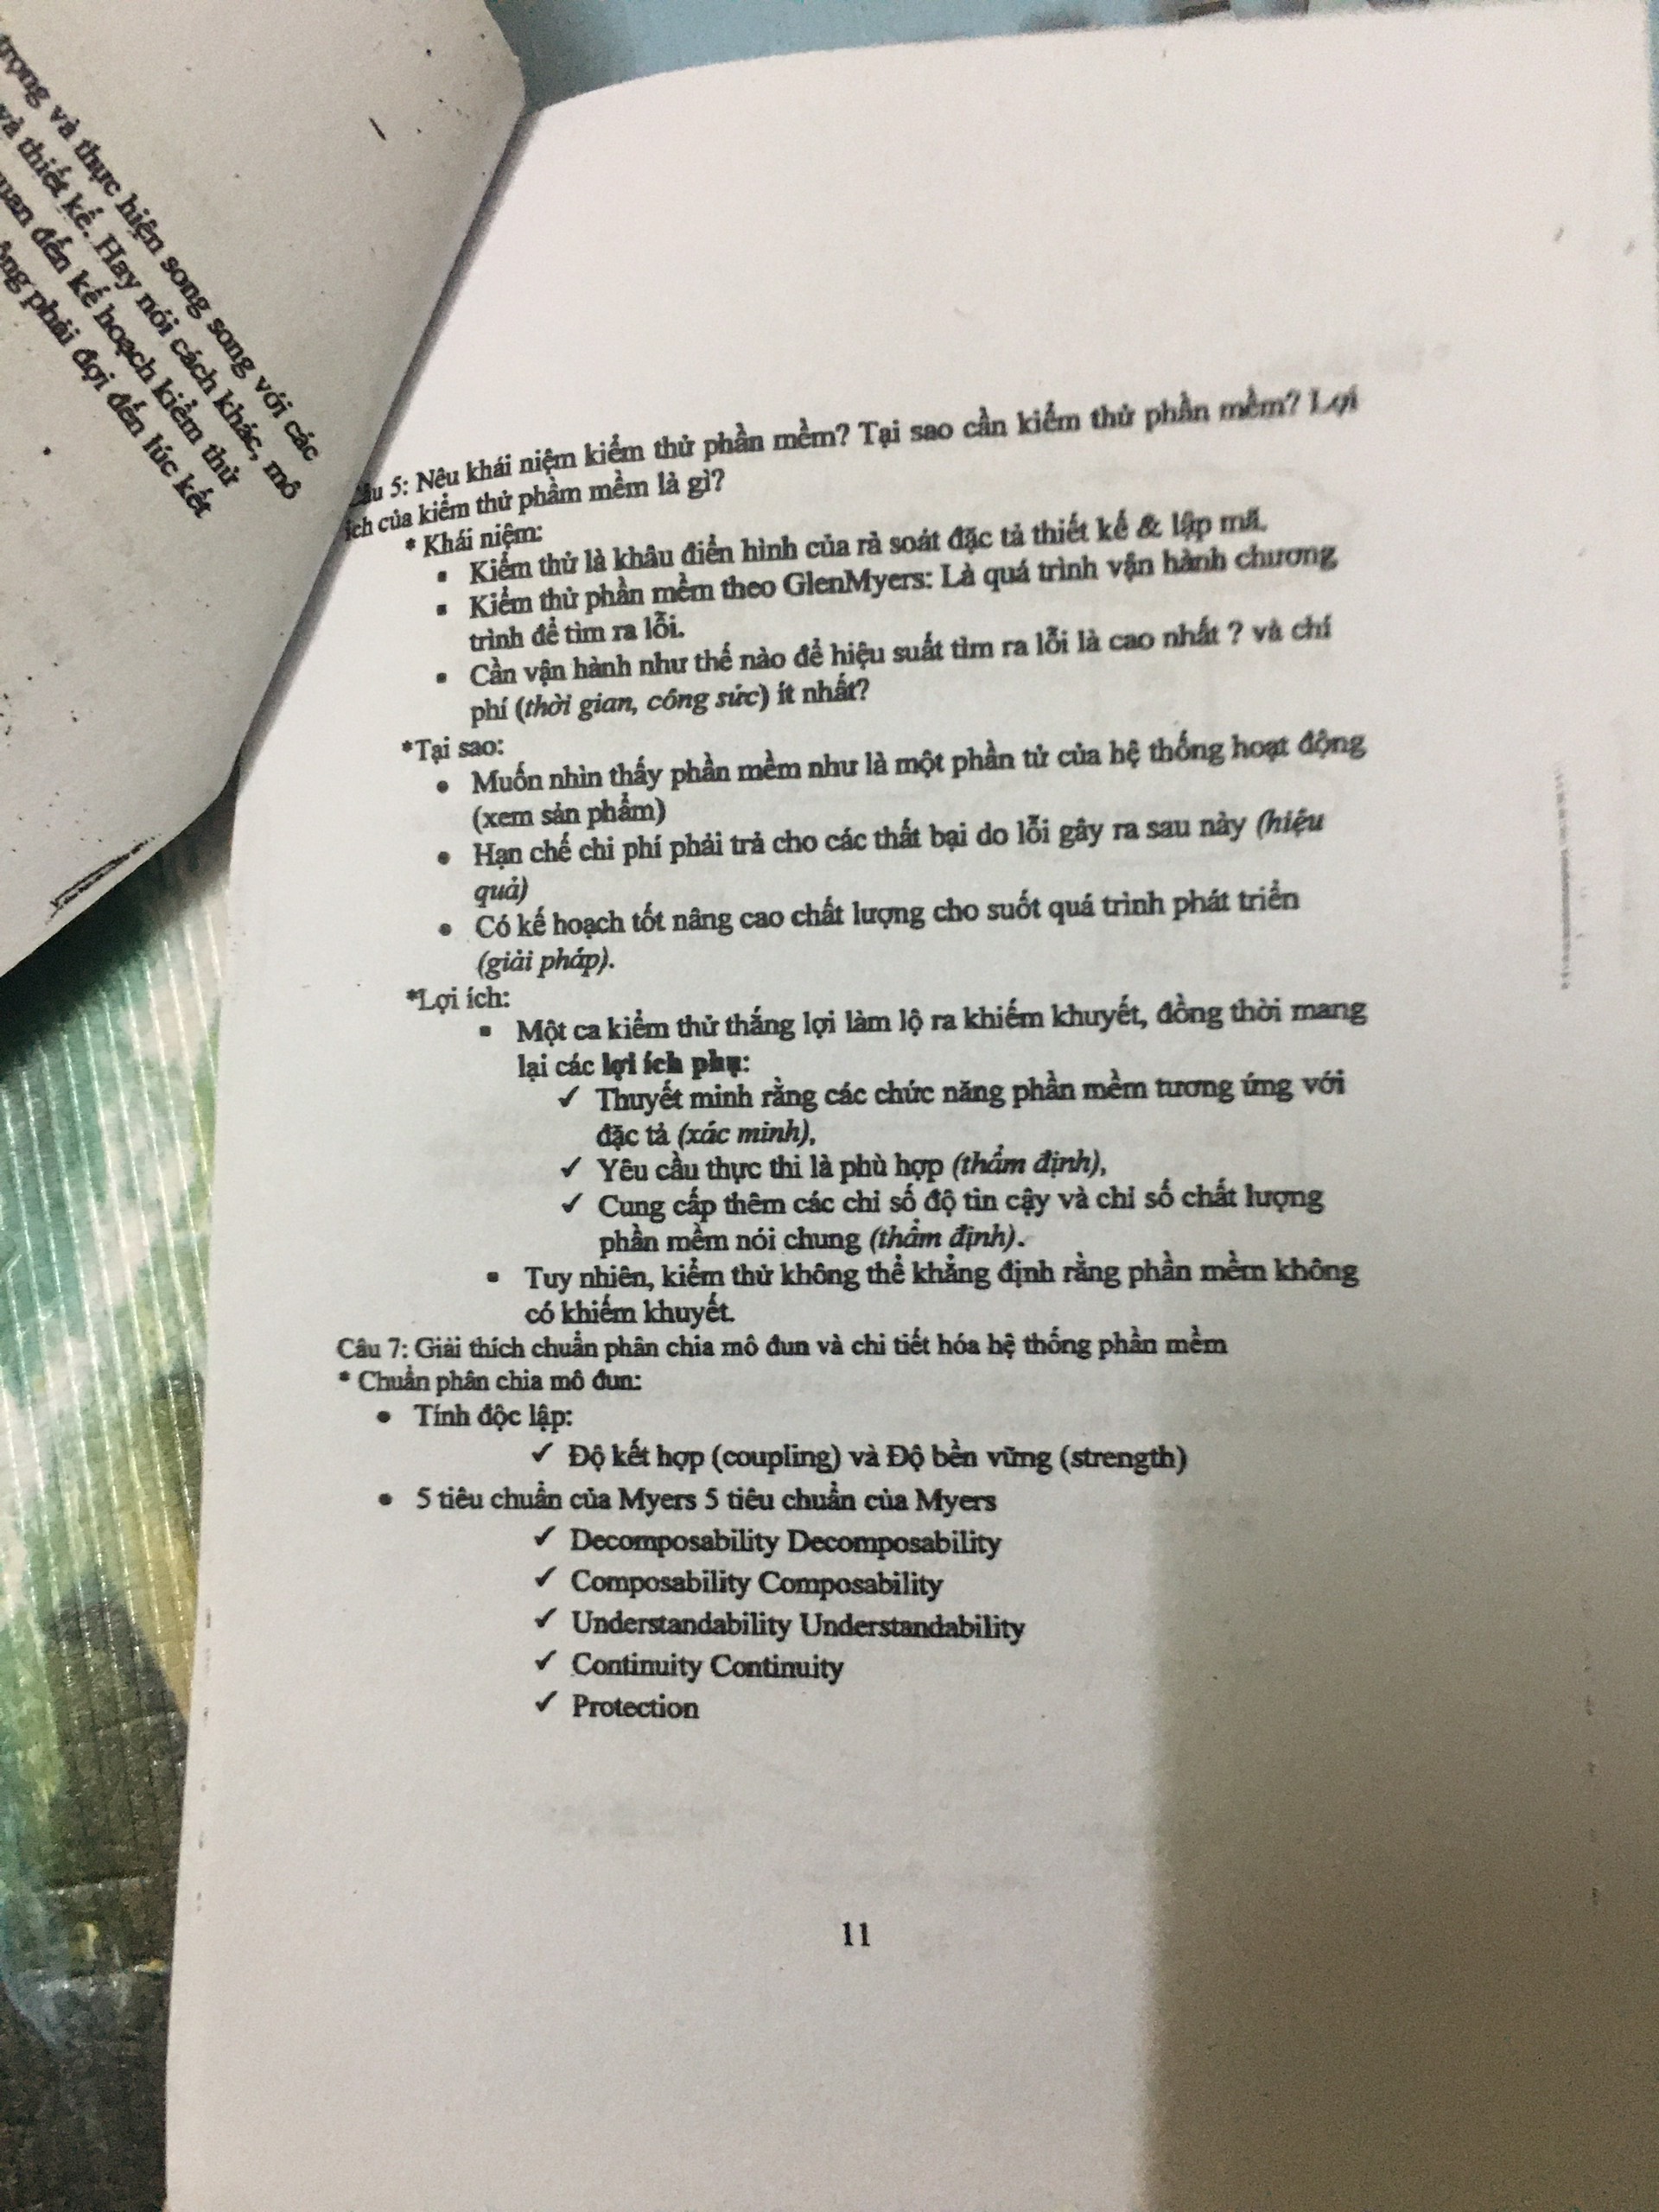 trọng và thực hiện song song với các
và thiết kế. Hay nói cách khác, mô
đến kế hoạch kiểm thử
phải đợi đến lúc kết
5: Nêu khái niệm kiểm thử phần mềm? Tại sao cần kiểm thử phần mềm? Lợi
ích của kiểm thử phầm mềm là gì?
* Khái niệm:
▪ Kiểm thử là khâu điển hình của rà soát đặc tả thiết kế & lập mã.
▪ Kiểm thử phần mềm theo GlenMyers: Là quá trình vận hành chương
trình để tìm ra lỗi.
▪ Cần vận hành như thế nào để hiệu suất tìm ra lỗi là cao nhất ? và chí
phí (thời gian, công sức) ít nhất?
*Tại sao:
• Muốn nhìn thấy phần mềm như là một phần tử của hệ thống hoạt động
(xem sản phẩm)
• Hạn chế chi phí phải trả cho các thất bại do lỗi gây ra sau này (hiệu
quả)
• Có kế hoạch tốt nâng cao chất lượng cho suốt quá trình phát triển
(giải pháp).
*Lợi ích:
▪ Một ca kiểm thử thắng lợi làm lộ ra khiếm khuyết, đồng thời mang
lại các lợi ích phụ:
✓ Thuyết minh rằng các chức năng phần mềm tương ứng với
đặc tả (xác minh),
✓ Yêu cầu thực thi là phù hợp (thẩm định),
✓ Cung cấp thêm các chỉ số độ tin cậy và chỉ số chất lượng
phần mềm nói chung (thẩm định).
▪ Tuy nhiên, kiểm thử không thể khẳng định rằng phần mềm không
có khiếm khuyết.
Câu 7: Giải thích chuẩn phân chia mô đun và chi tiết hóa hệ thống phần mềm
* Chuẩn phân chia mô đun:
• Tính độc lập:
✓ Độ kết hợp (coupling) và Độ bền vững (strength)
• 5 tiêu chuẩn của Myers 5 tiêu chuẩn của Myers
✓ Decomposability Decomposability
✓ Composability Composability
✓ Understandability Understandability
✓ Continuity Continuity
✓ Protection
11